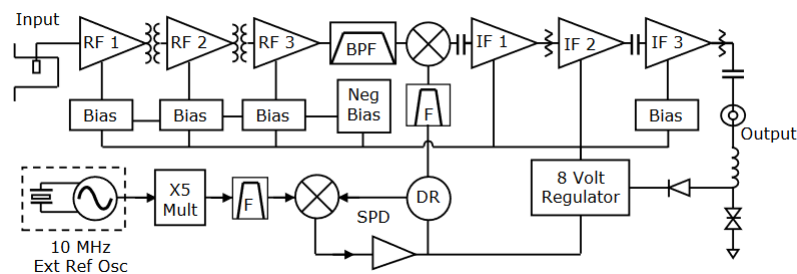 Input
RF 1
RF 2
RF 3
BPF
IF 1
IF 2
IF 3
Bias
Bias
Bias
Neg
Bias
F
Bias
Output
X5
Mult
F
SPD
DR
8 Volt
Regulator
10 MHz
Ext Ref Osc